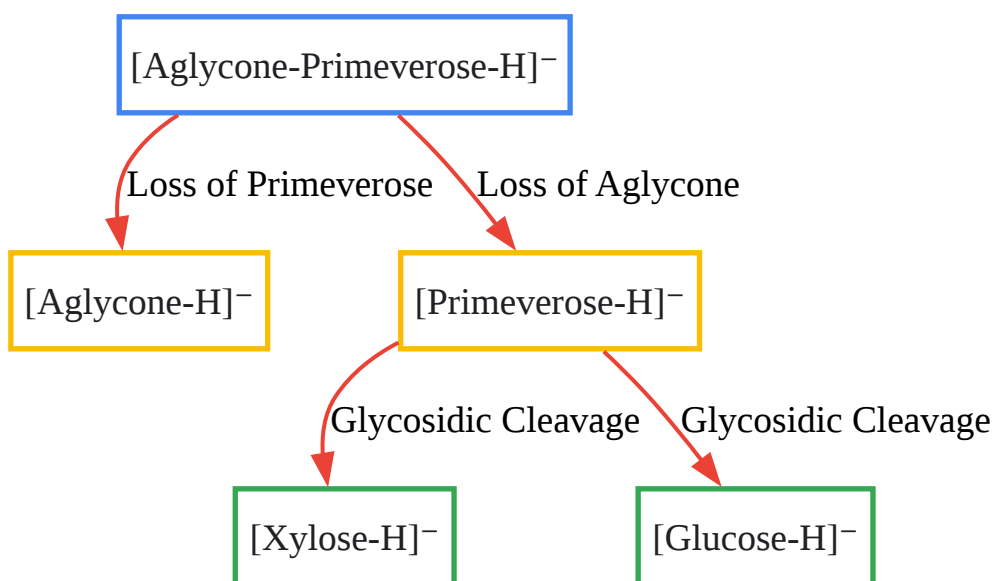 [Aglycone-Primeverose-H]⁻
Loss of Primeverose
Loss of Aglycone
[Aglycone-H]⁻
[Primeverose-H]⁻
Glycosidic Cleavage
Glycosidic Cleavage
[Xylose-H]⁻
[Glucose-H]⁻